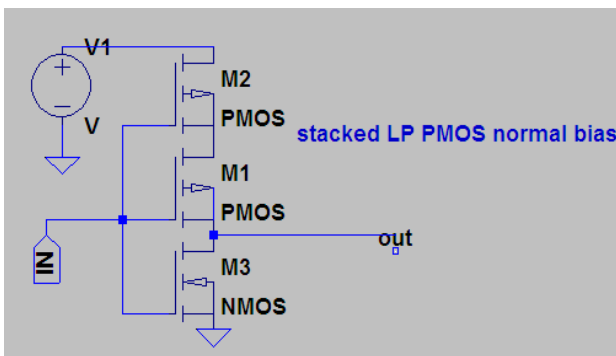 V1
M2
V
PMOS
stacked LP PMOS normal bias
M1
PMOS
out
IN
M3
NMOS